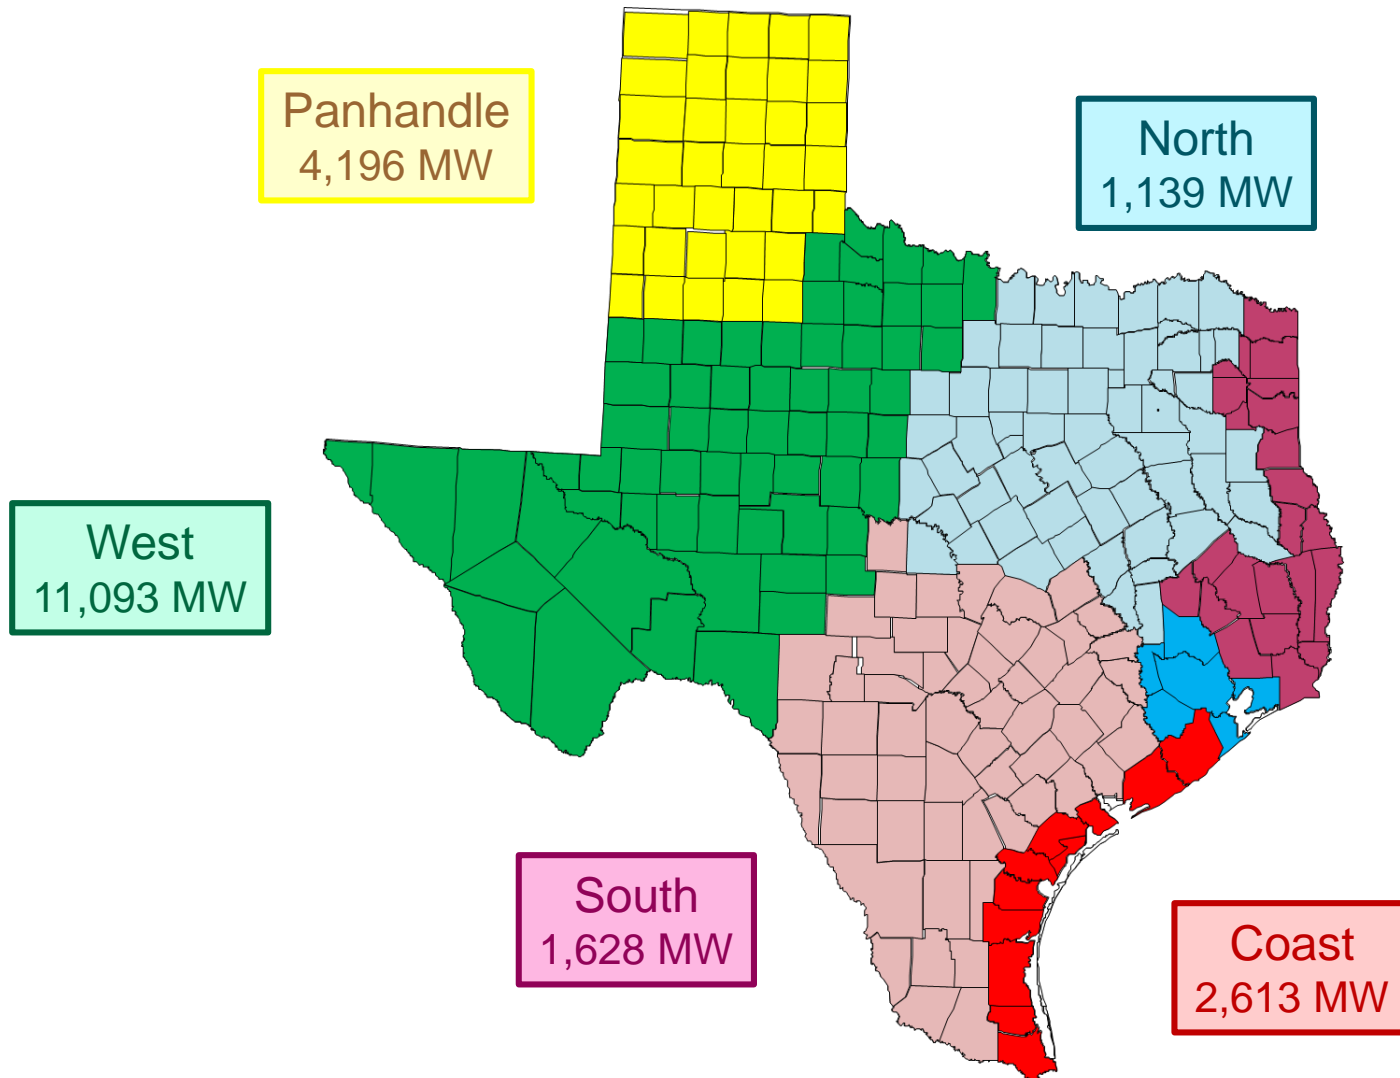 Panhandle
4,196 MW
North
1,139 MW
West
11,093 MW
South
1,628 MW
Coast
2,613 MW